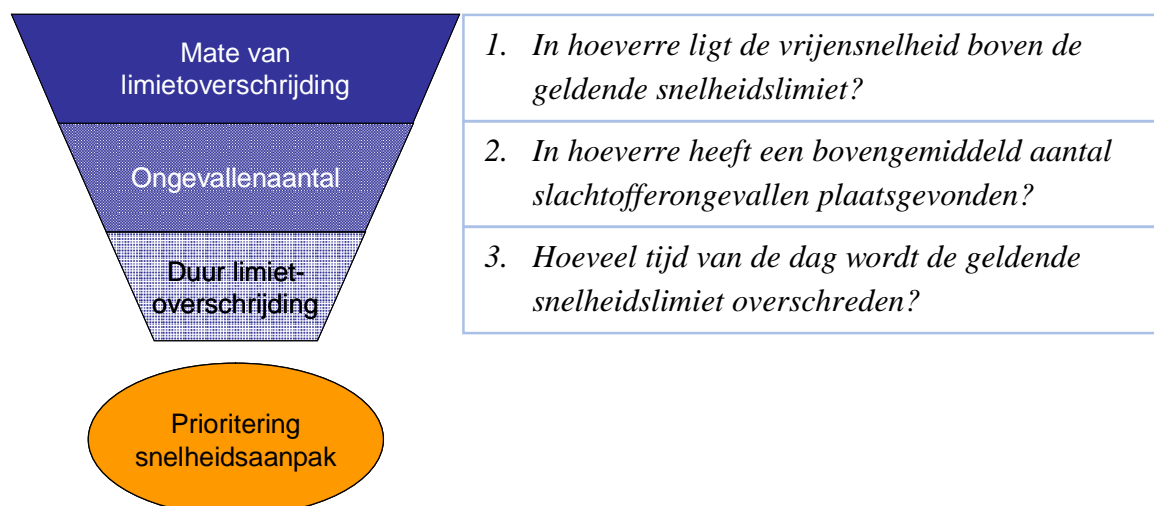 Mate van
limietoverschrijding
1. In hoeverre ligt de vrijensnelheid boven de
geldende snelheidslimiet?
Ongevallenaantal
2. In hoeverre heeft een bovengemiddeld aantal
slachtofferongevallen plaatsgevonden?
Duur limiet-
overschrijding
3. Hoeveel tijd van de dag wordt de geldende
snelheidslimiet overschreden?
Prioritering
snelheidsaanpak